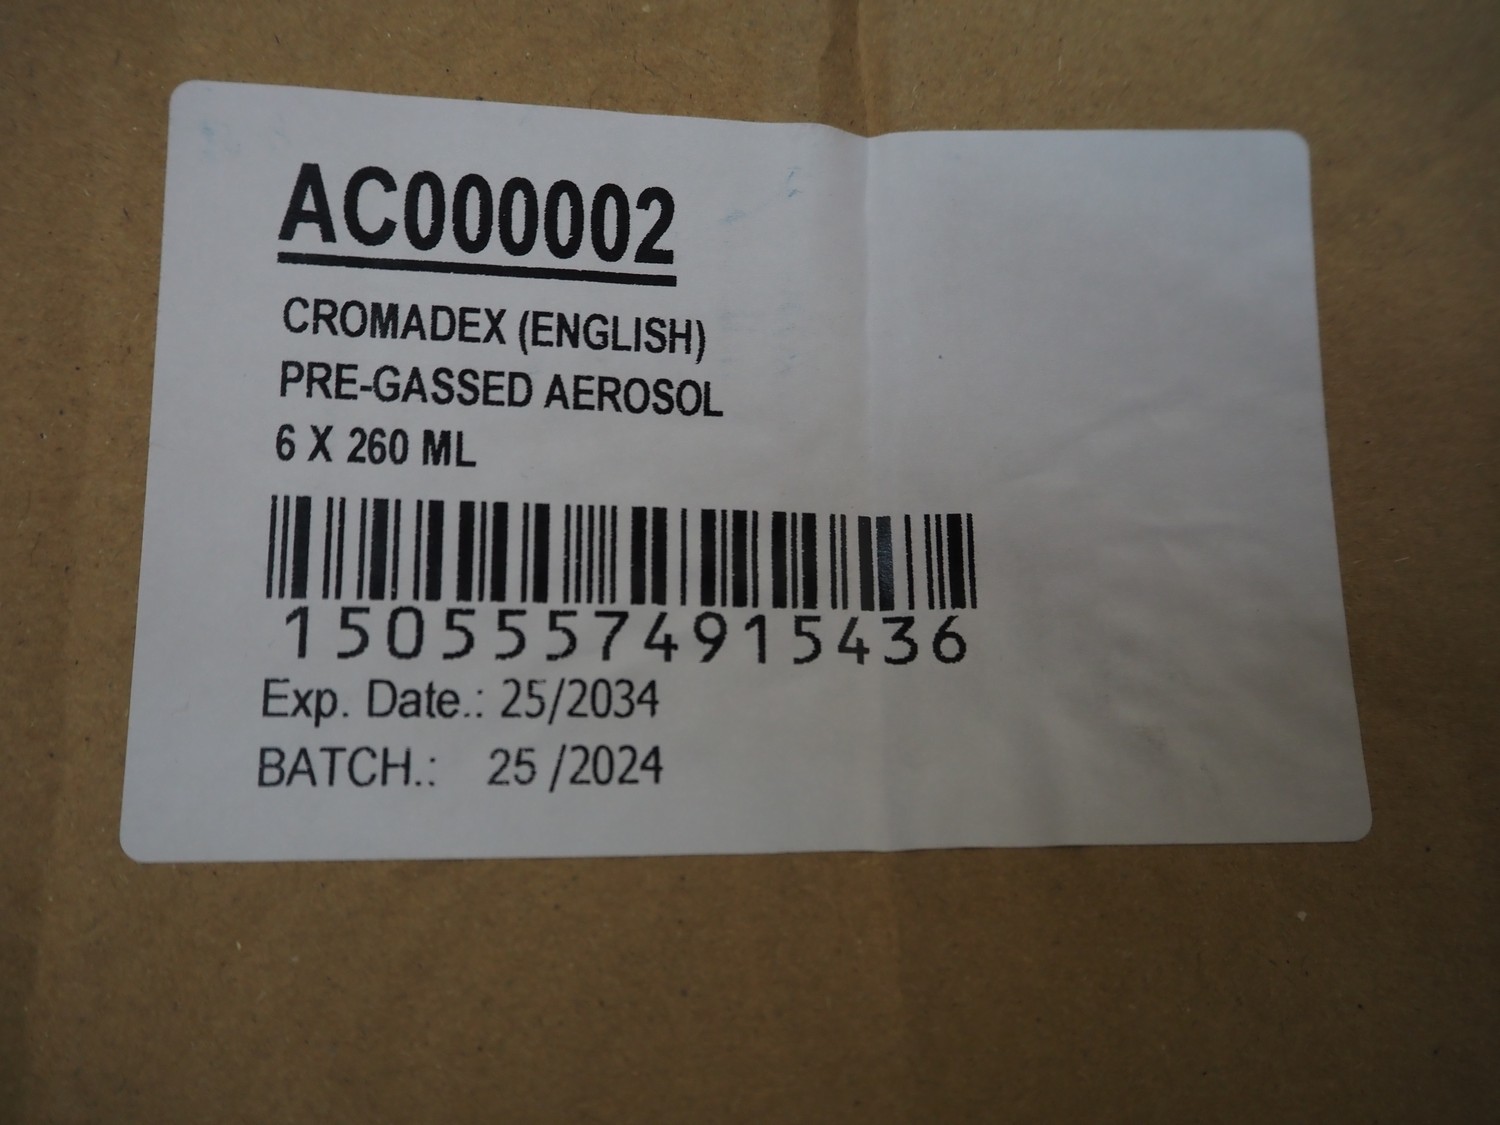 AC000002
CROMADEX (ENGLISH)
PRE-GASSED AEROSOL
6 X 260 ML
15055574915436
Exp. Date.: 25/2034
BATCH.: 25 /2024